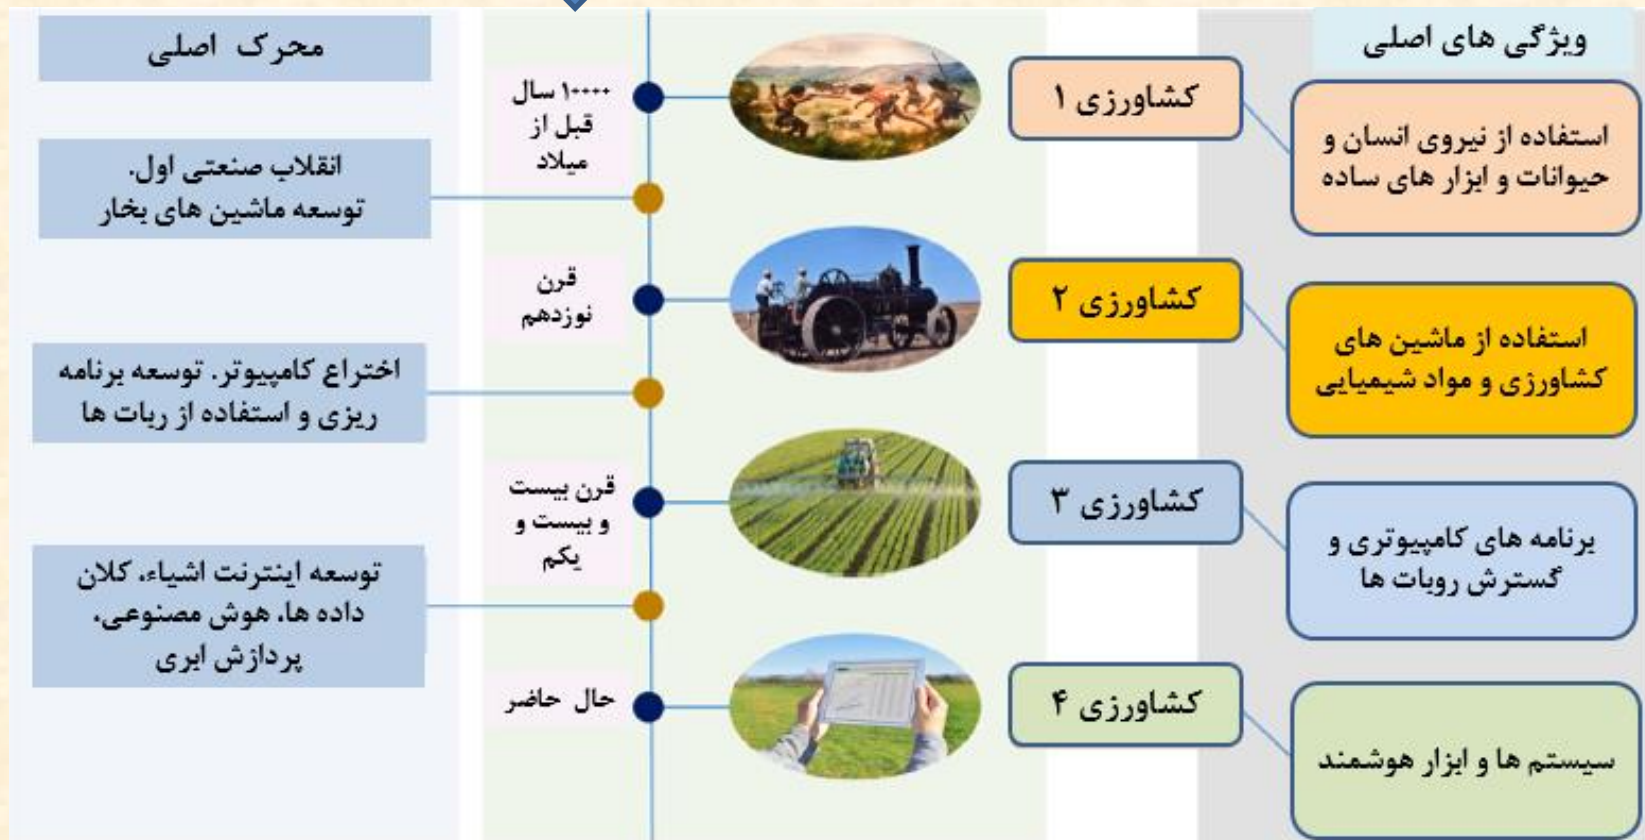 ویژگی های اصلی
محرک اصلی
کشاورزی ۱
استفاده از نیروی انسان و
حیوانات و ابزار های ساده
۱۰۰۰۰ سال
قبل از
میلاد
انقلاب صنعتی اول.
توسعه ماشین های بخار
کشاورزی ۲
استفاده از ماشین های
کشاورزی و مواد شیمیایی
قرن
نوزدهم
اختراع کامپیوتر. توسعه برنامه
ریزی و استفاده از ربات ها
کشاورزی ۳
برنامه های کامپیوتری و
گسترش روبات ها
قرن بیست
و بیست و
یکم
توسعه اینترنت اشیاء، کلان
داده ها، هوش مصنوعی،
پردازش ابری
کشاورزی ۴
سیستم ها و ابزار هوشمند
حال حاضر